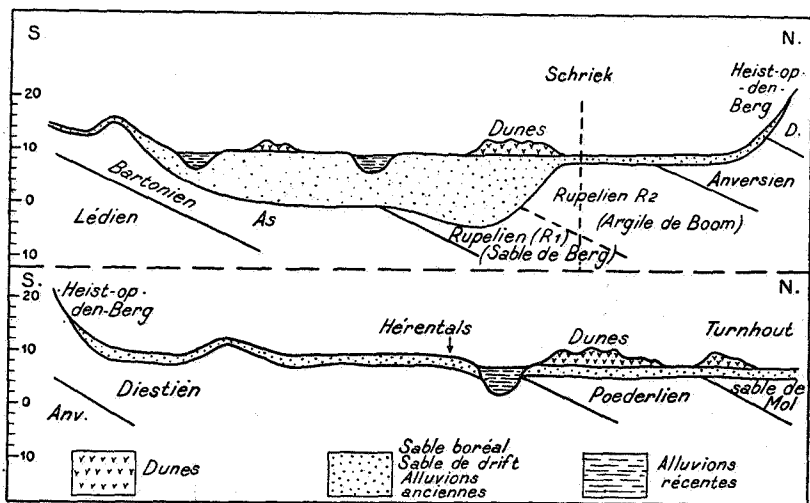 S.
N.
Schriek
Heist-op
-den-
Berg
20
10
0
10
Dunes
D.
Bartonien
Lédien
As
Rupelien (R1)
(Sable de Berg)
Rupelien R2
(Argile de Boom)
Anversien
S.
N.
20
10
0
10
Heist-op-
den-Berg
Hérentals
Dunes
Turnhout
Diestién
Anv.
Poederlien
sable de
Mol
Dunes
Sable boréal
Sable de drift
Alluvions
anciennes
Alluvions
récentes